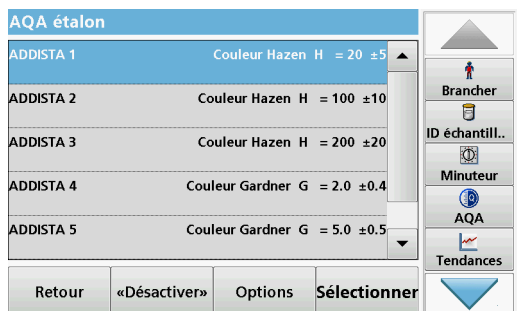 AQA étalon
ADDISTA 1 Couleur Hazen H = 20 ±5
ADDISTA 2 Couleur Hazen H = 100 ±10
ADDISTA 3 Couleur Hazen H = 200 ±20
ADDISTA 4 Couleur Gardner G = 2.0 ±0.4
ADDISTA 5 Couleur Gardner G = 5.0 ±0.5
Retour «Désactiver» Options Sélectionner
Brancher
ID échantill..
Minuteur
AQA
Tendances